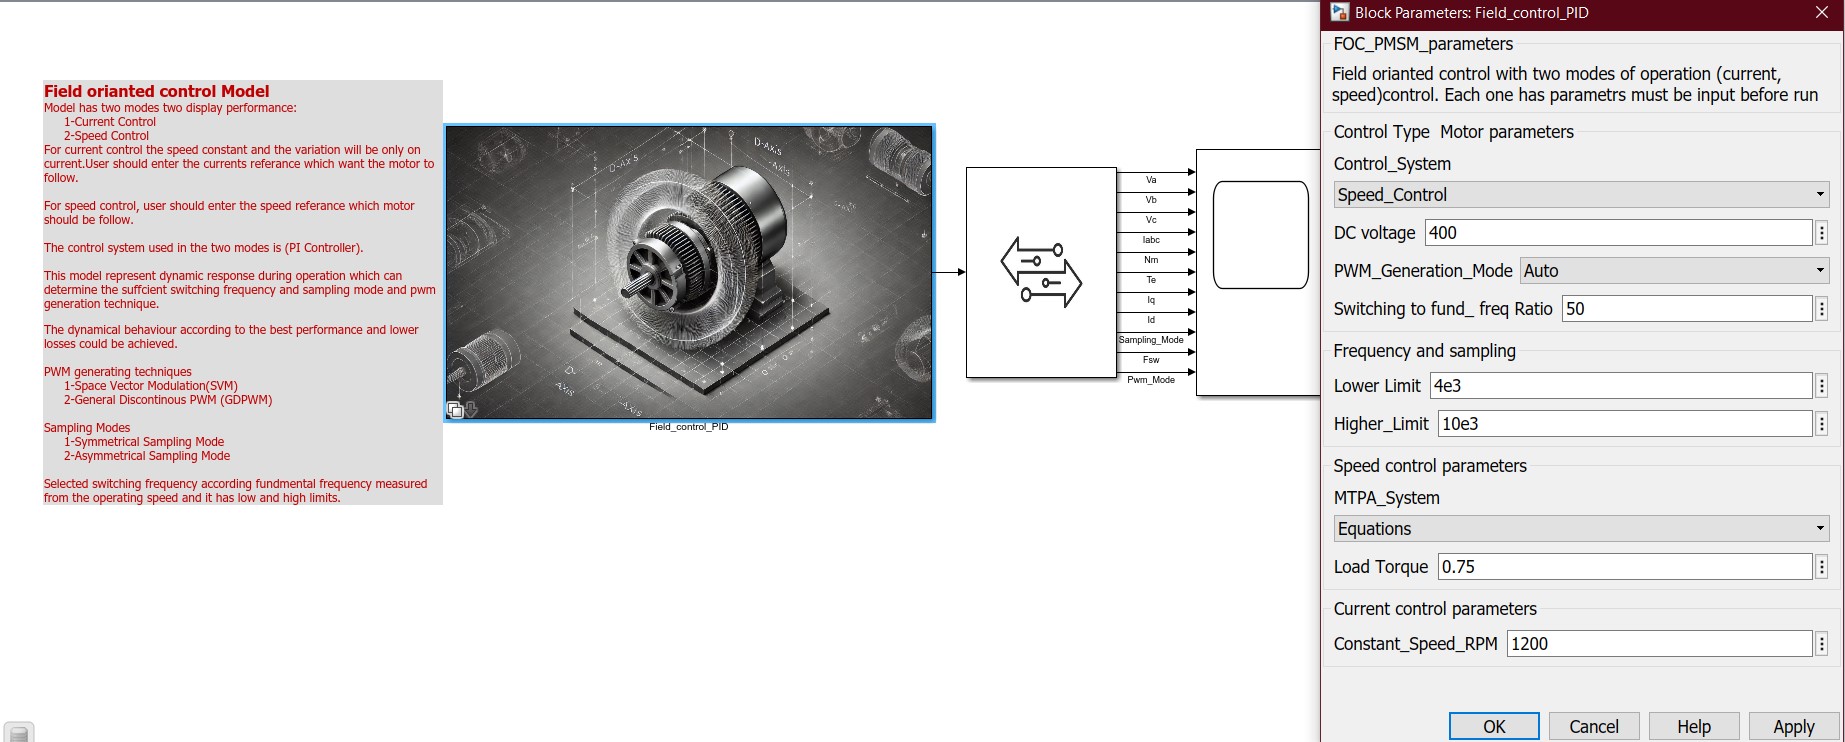 Field orianted control Model
Model has two modes two display performance:
1-Current Control
2-Speed Control
For current control the speed constant and the variation will be only on
current.User should enter the currents referance which want the motor to
follow.
For speed control, user should enter the speed referance which motor
should be follow.
The control system used in the two modes is (PI Controller).
This model represent dynamic response during operation which can
determine the suffcient switching frequency and sampling mode and pwm
generation technique.
The dynamical behaviour according to the best performance and lower
losses could be achieved.
PWM generating techniques
1-Space Vector Modulation(SVM)
2-General Discontinous PWM (GDPWM)
Sampling Modes
1-Symmetrical Sampling Mode
2-Asymmetrical Sampling Mode
Selected switching frequency according fundmental frequency measured
from the operating speed and it has low and high limits.
D-Axis
Field_control_PID
Va
Vb
Vc
Iabc
Nm
Te
Iq
Id
Sampling_Mode
Fsw
Pwm_Mode
Block Parameters: Field_control_PID
FOC_PMSM_parameters
Field orianted control with two modes of operation (current,
speed)control. Each one has parametrs must be input before run
Control Type Motor parameters
Control_System
Speed_Control
DC voltage 400
PWM_Generation_Mode Auto
Switching to fund_ freq Ratio 50
Frequency and sampling
Lower Limit 4e3
Higher_Limit 10e3
Speed control parameters
MTPA_System
Equations
Load Torque 0.75
Current control parameters
Constant_Speed_RPM 1200
OK Cancel Help Apply